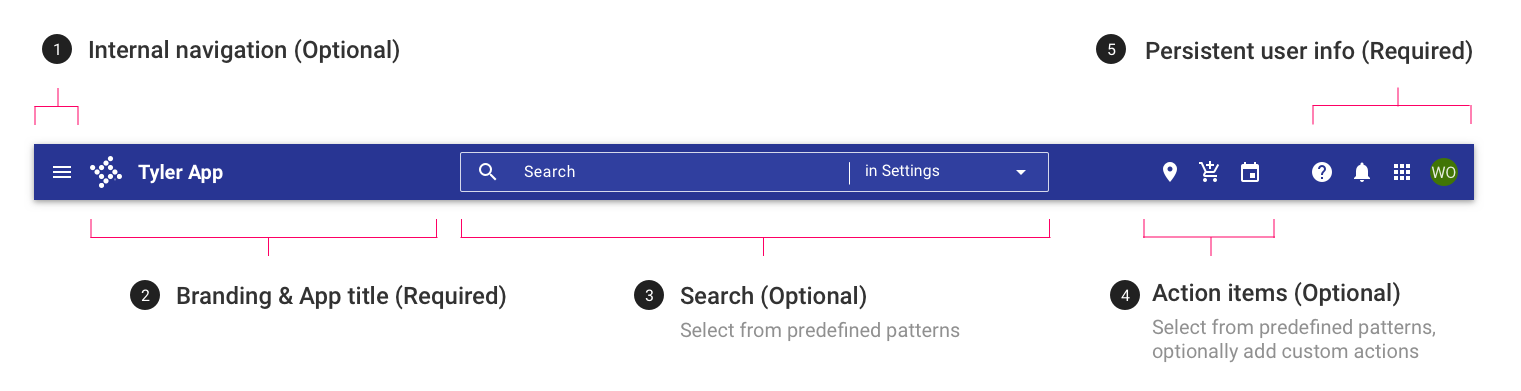 1 Internal navigation (Optional)
5 Persistent user info (Required)
Tyler App
Search
in Settings
WO
2 Branding & App title (Required)
3 Search (Optional)
Select from predefined patterns
4 Action items (Optional)
Select from predefined patterns,
optionally add custom actions